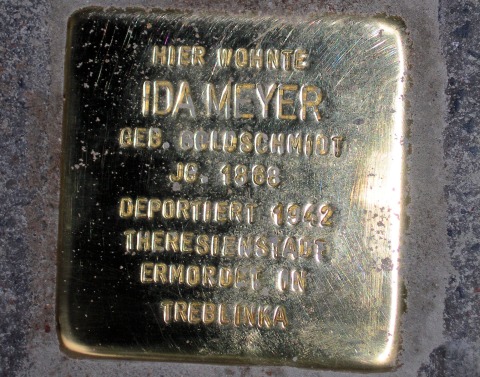 HIER WOHNTE
IDA MEYER
GEB. GOLDSCHMIDT
JG. 1868
DEPORTIERT 1942
THERESIENSTADT
ERMORDET IN
TREBLINKA